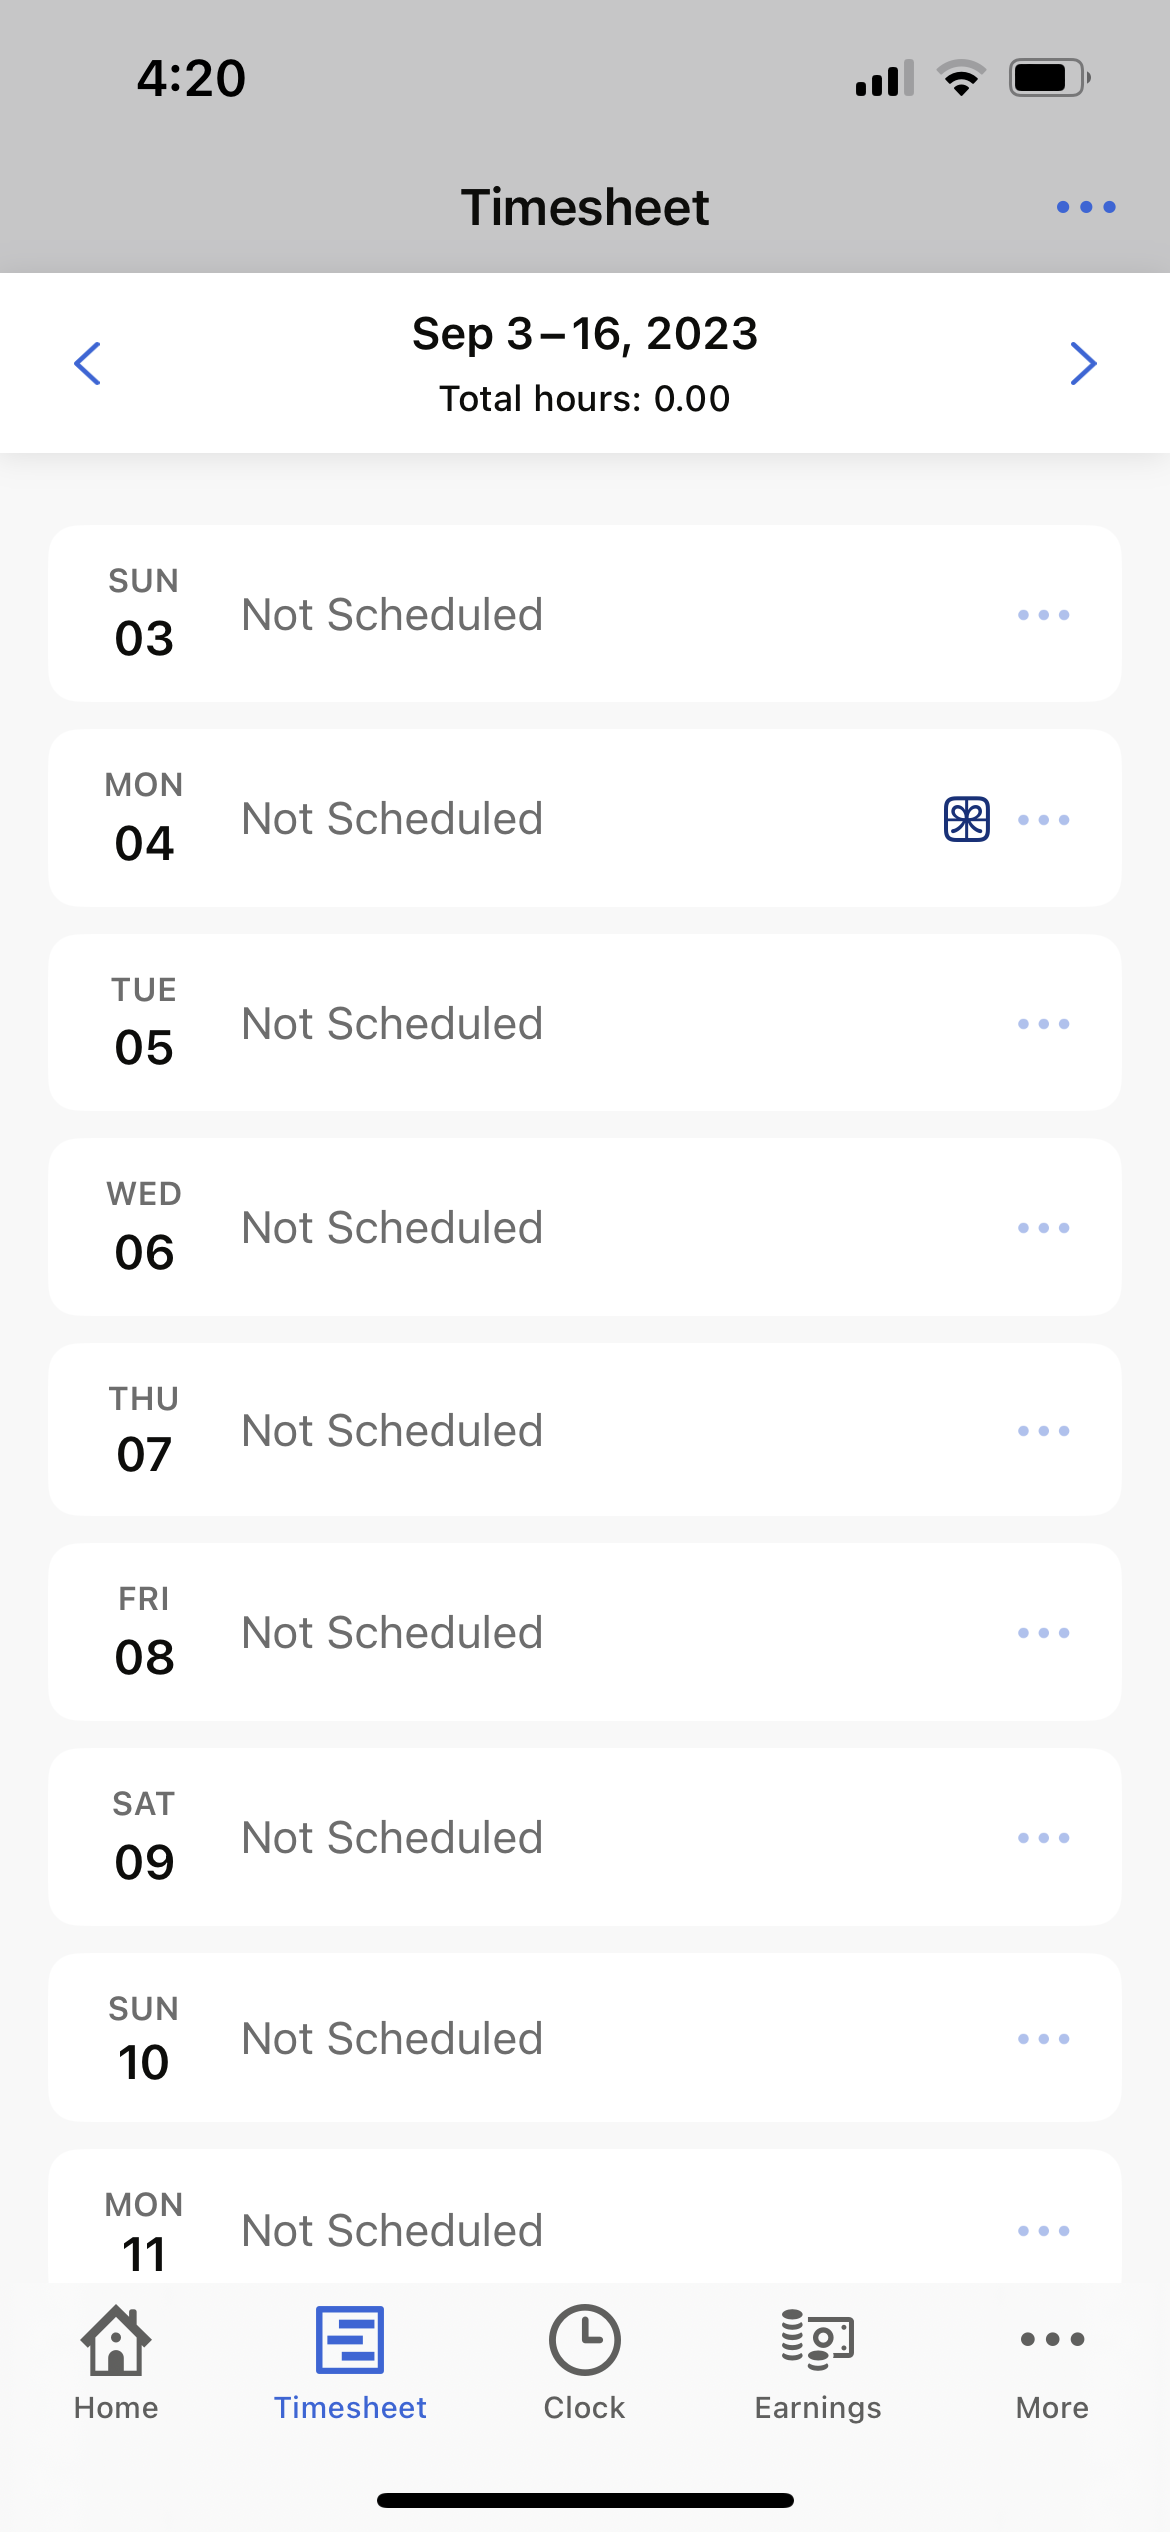 4:20
Timesheet
Sep 3 – 16, 2023
Total hours: 0.00
SUN
03
Not Scheduled
MON
04
Not Scheduled
TUE
05
Not Scheduled
WED
06
Not Scheduled
THU
07
Not Scheduled
FRI
08
Not Scheduled
SAT
09
Not Scheduled
SUN
10
Not Scheduled
MON
11
Not Scheduled
Home
Timesheet
Clock
Earnings
More